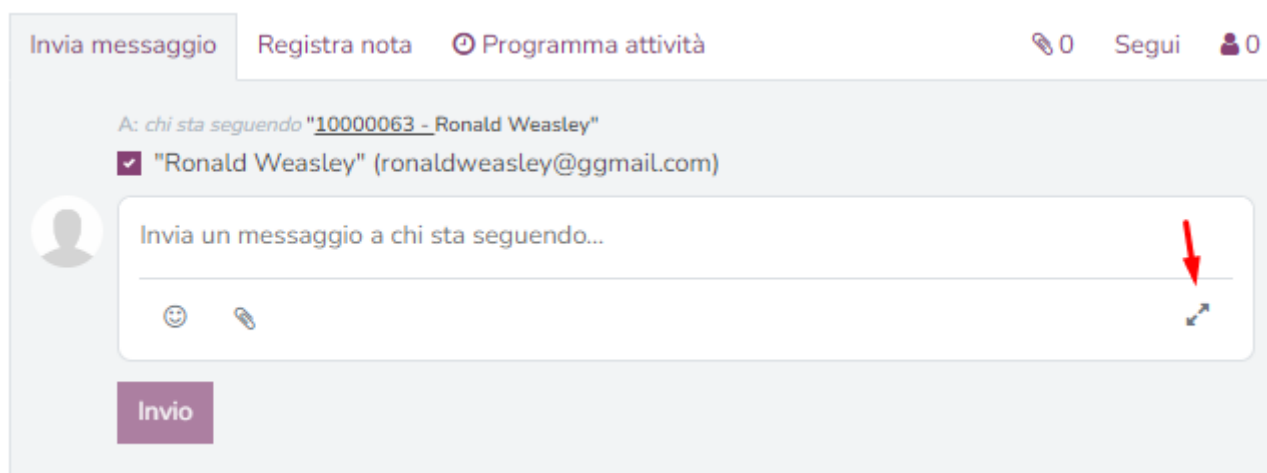 Invia messaggio Registra nota Programma attività 0 Segui 0
A: chi sta seguendo "10000063 - Ronald Weasley"
"Ronald Weasley" (ronaldweasley@ggmail.com)
Invia un messaggio a chi sta seguendo...
Invio